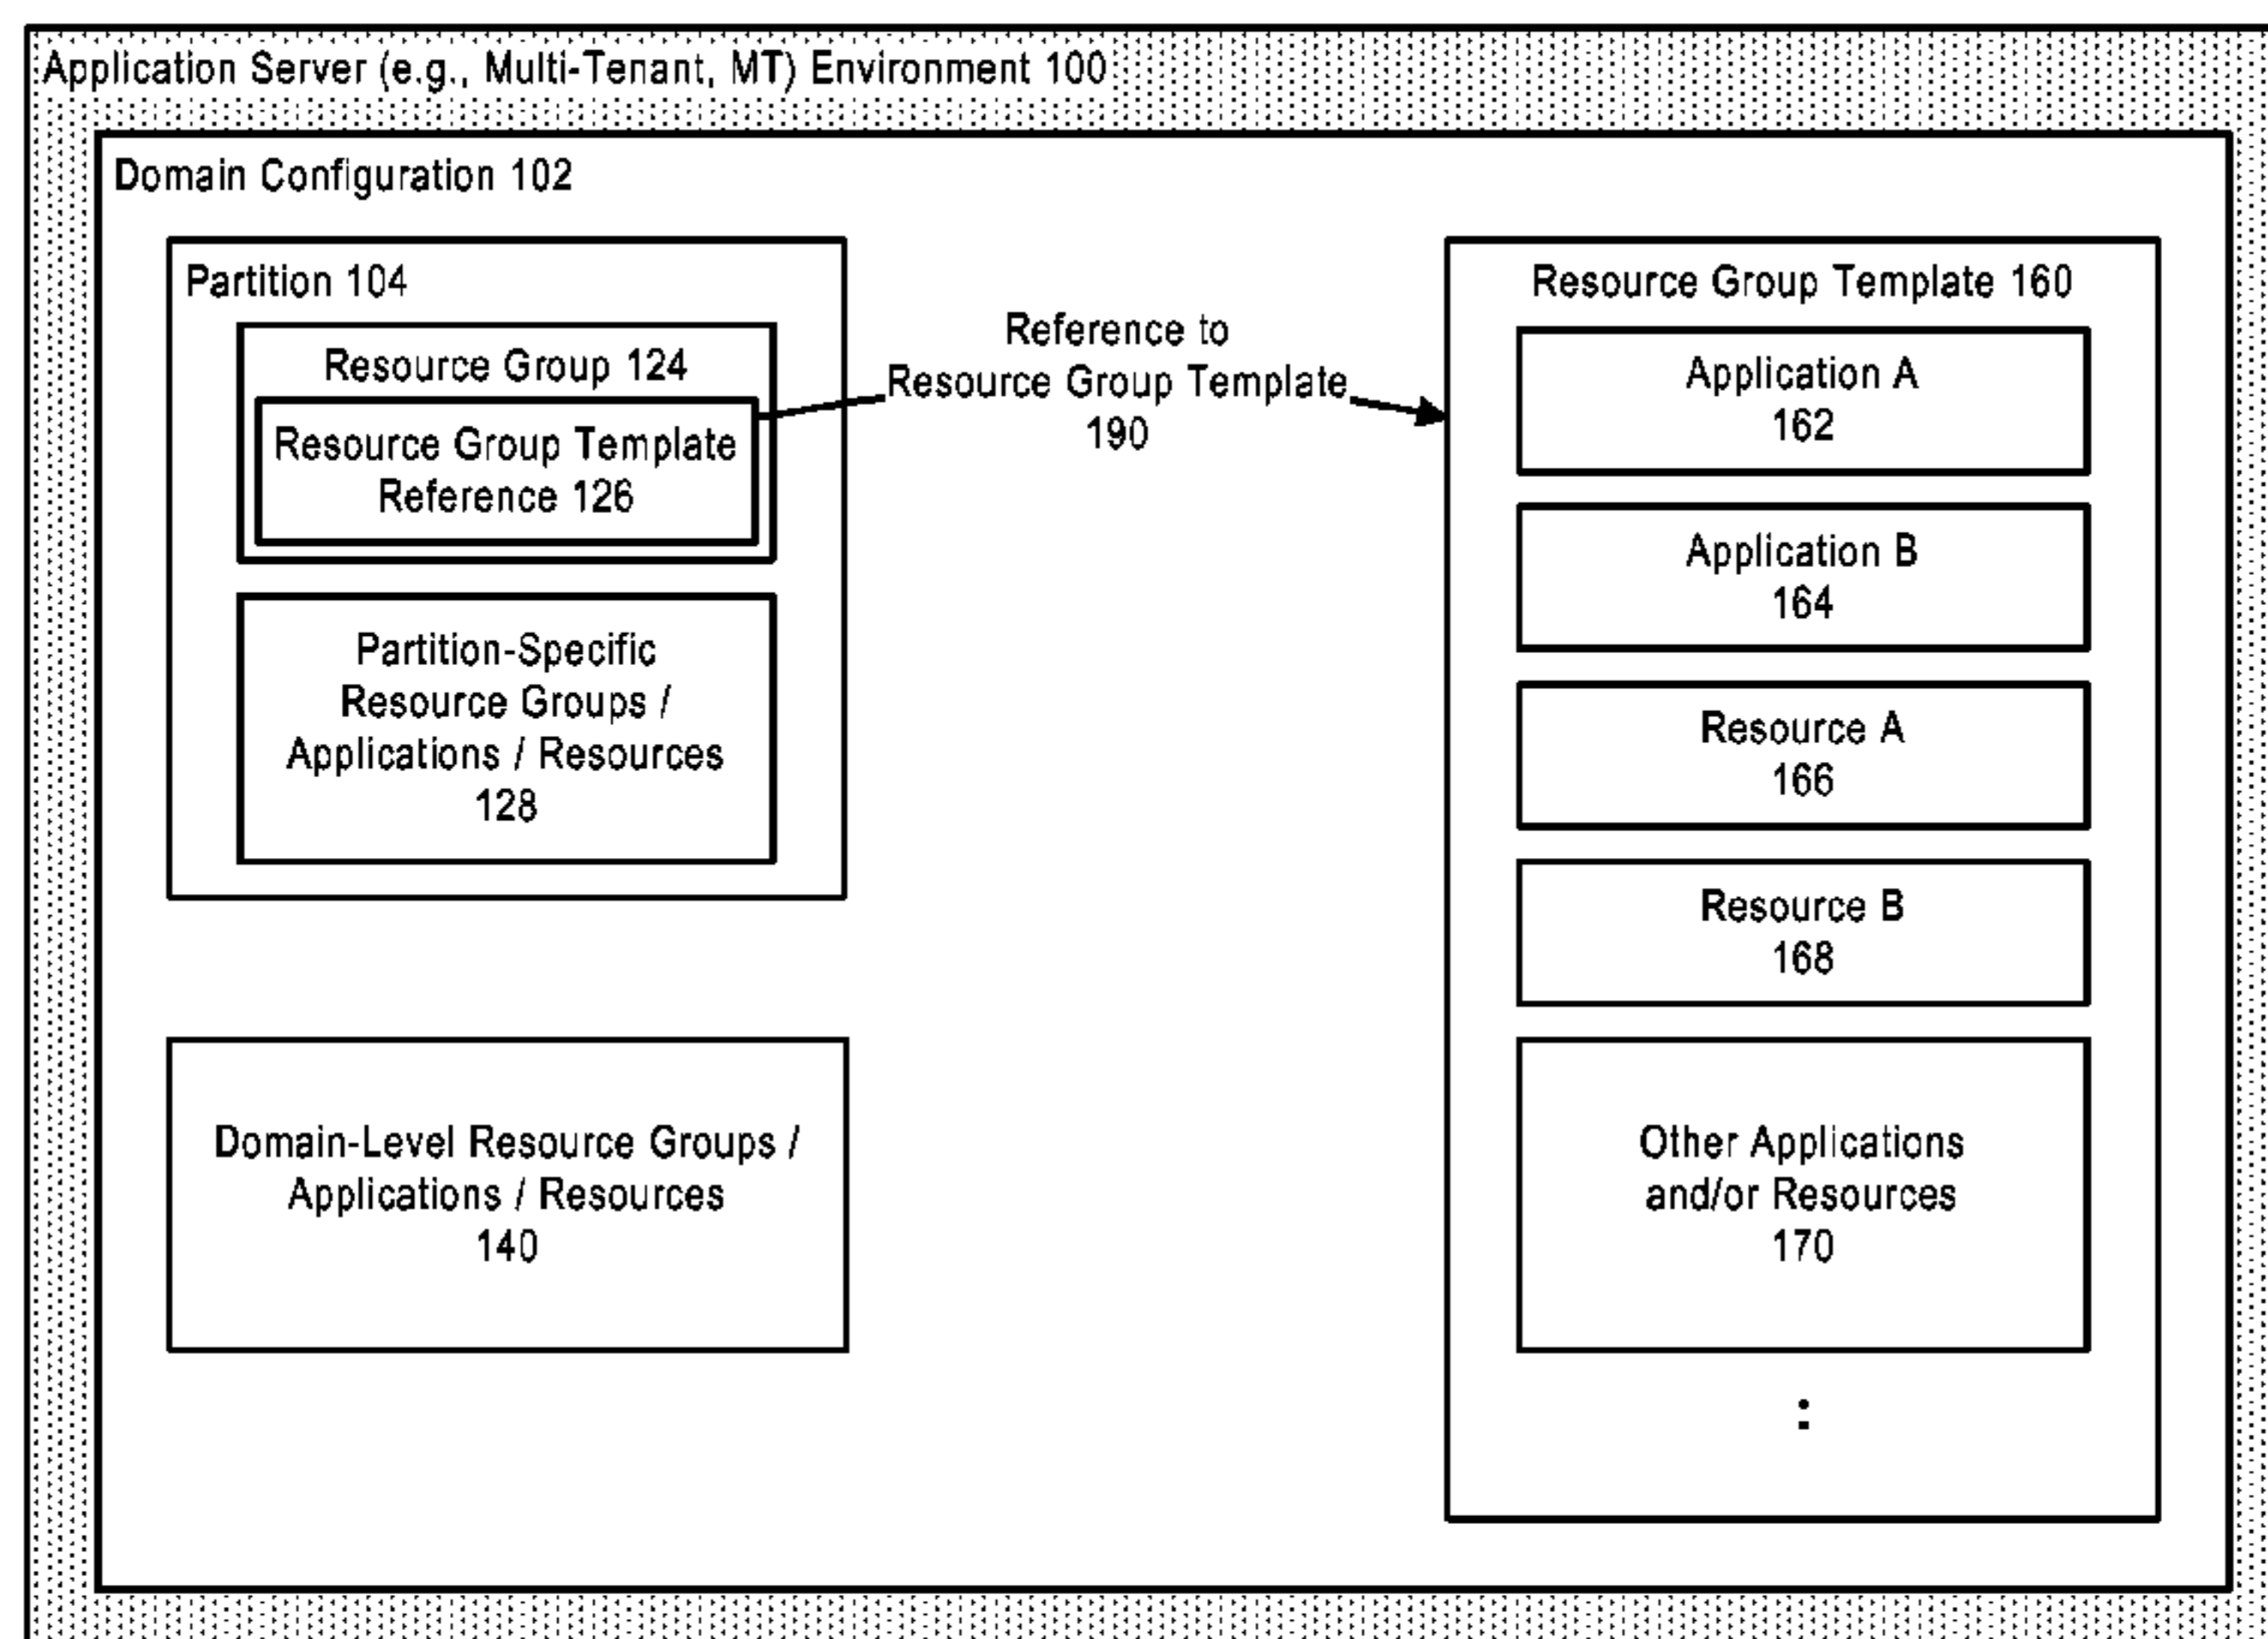 Application Server (e.g., Multi-Tenant, MT) Environment 100
Domain Configuration 102
Partition 104
Resource Group 124
Resource Group Template
Reference 126
Partition-Specific
Resource Groups /
Applications / Resources
128
Domain-Level Resource Groups /
Applications / Resources
140
Reference to
Resource Group Template
190
Resource Group Template 160
Application A
162
Application B
164
Resource A
166
Resource B
168
Other Applications
and/or Resources
170
: